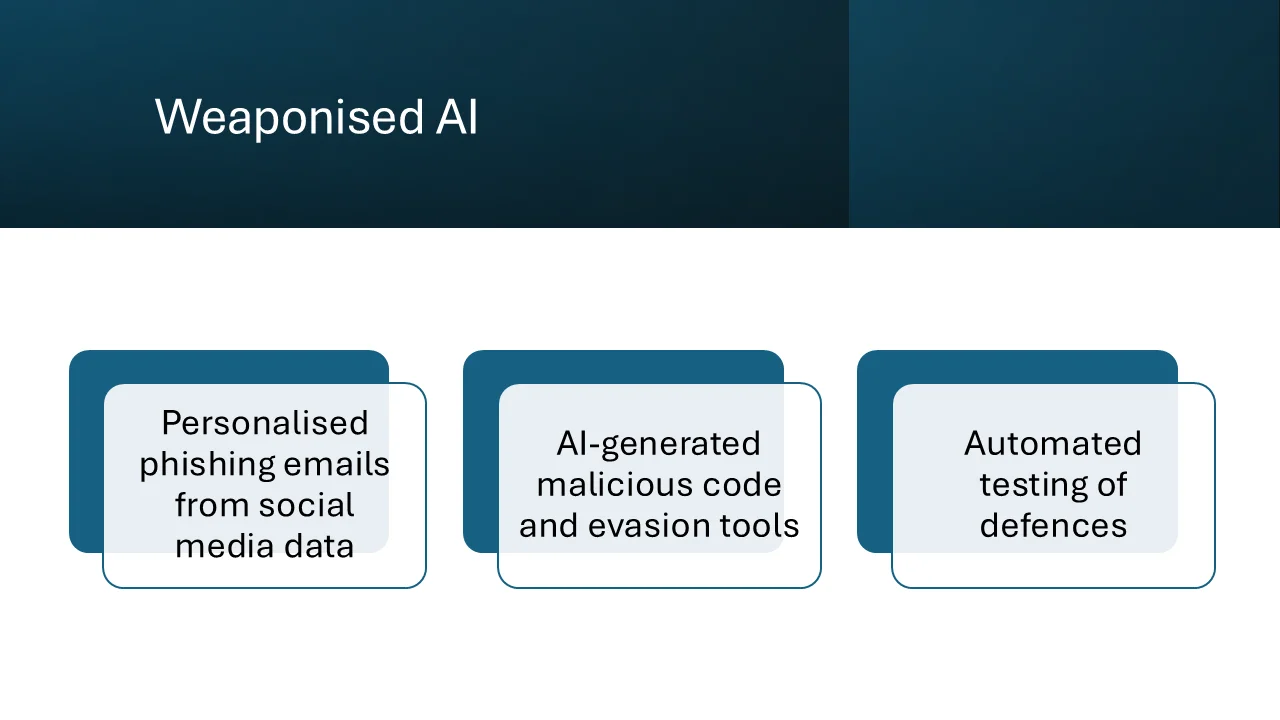 Weaponised AI
Personalised
phishing emails
from social
media data
AI-generated
malicious code
and evasion tools
Automated
testing of
defences